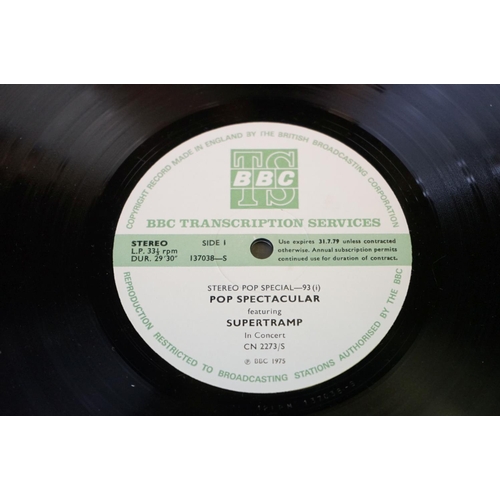 COPYRIGHT RECORD MADE IN ENGLAND BY THE BRITISH BROADCASTING CORPORATION
TS
BBC
BBC TRANSCRIPTION SERVICES
STEREO
L.P. 33⅓ rpm
DUR. 29'30"
SIDE 1
137038—S
Use expires 31.7.79 unless contracted
otherwise. Annual subscription permits
continued use for duration of contract.
STEREO POP SPECIAL—93 (i)
POP SPECTACULAR
featuring
SUPERTRAMP
In Concert
CN 2273/S
℗ BBC 1975
REPRODUCTION RESTRICTED TO BROADCASTING STATIONS AUTHORISED BY THE BBC